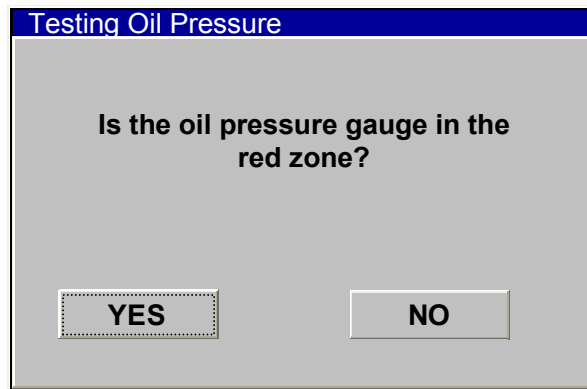 Testing Oil Pressure
Is the oil pressure gauge in the
red zone?
YES
NO